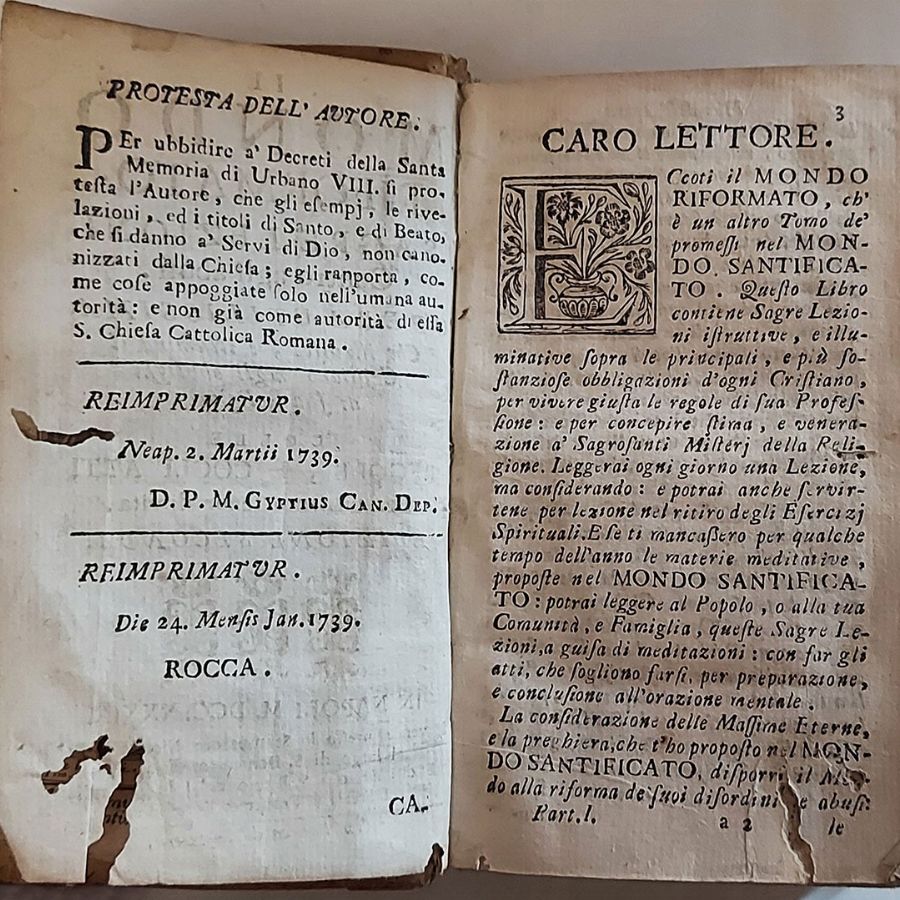 PROTESTA DELL' AVTORE.
PEr ubbidire a' Decreti della Santa
Memoria di Urbano VIII. si pro-
testa l'Autore, che gli esempj, le rive-
lazioni, ed i titoli di Santo, e di Beato,
che si danno a' Servi di Dio, non cano-
nizzati dalla Chiesa; egli rapporta, co-
me cose appoggiate solo nell'umana au-
torità: e non già come autorità di essa
S. Chiesa Cattolica Romana.
REIMPRIMATVR.
Neap. 2. Martii 1739.
D. P. M. GYPTIUS CAN. DEP.
REIMPRIMATVR.
Die 24. Mensis Jan. 1739.
ROCCA.
CA-
3
CARO LETTORE.
ECcoti il MONDO
RIFORMATO, ch'
è un altro Tomo de'
promessi nel MON-
DO SANTIFICA-
TO. Questo Libro
contiene Sagre Lezio-
ni istruttive, e illu-
minative sopra le principali, e più so-
stanziose obbligazioni d'ogni Cristiano,
per vivere giusta le regole di sua Profes-
sione: e per concepire stima, e venera-
zione a' Sagrosanti Misterj della Reli-
gione. Leggerai ogni giorno una Lezione,
ma considerando: e potrai anche servir-
tene per lezione nel ritiro degli Esercizj
Spirituali. E se ti mancassero per qualche
tempo dell'anno le materie meditative,
proposte nel MONDO SANTIFICA-
TO: potrai leggere al Popolo, o alla tua
Comunità, e Famiglia, queste Sagre Le-
zioni, a guisa di meditazioni: con far gli
atti, che sogliono farsi, per preparazione,
e conclusione all'orazione mentale.
La considerazione delle Massime Eterne,
e la preghiera, che t'ho proposto nel MON-
DO SANTIFICATO, disporri il
do alla riforma de' suoi disordini e abusi:
Part. I.
a 2
le